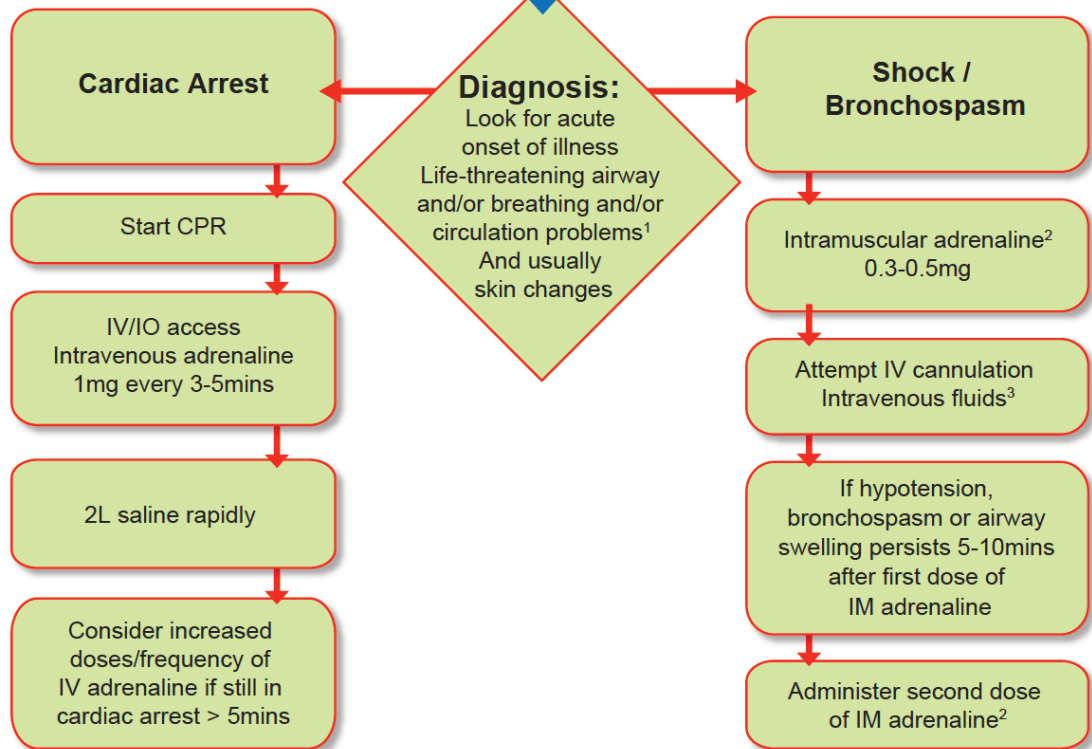 Cardiac Arrest
Start CPR
IV/IO access
Intravenous adrenaline
1mg every 3-5mins
2L saline rapidly
Consider increased
doses/frequency of
IV adrenaline if still in
cardiac arrest > 5mins
Diagnosis:
Look for acute
onset of illness
Life-threatening airway
and/or breathing and/or
circulation problems¹
And usually
skin changes
Shock /
Bronchospasm
Intramuscular adrenaline²
0.3-0.5mg
Attempt IV cannulation
Intravenous fluids³
If hypotension,
bronchospasm or airway
swelling persists 5-10mins
after first dose of
IM adrenaline
Administer second dose
of IM adrenaline²